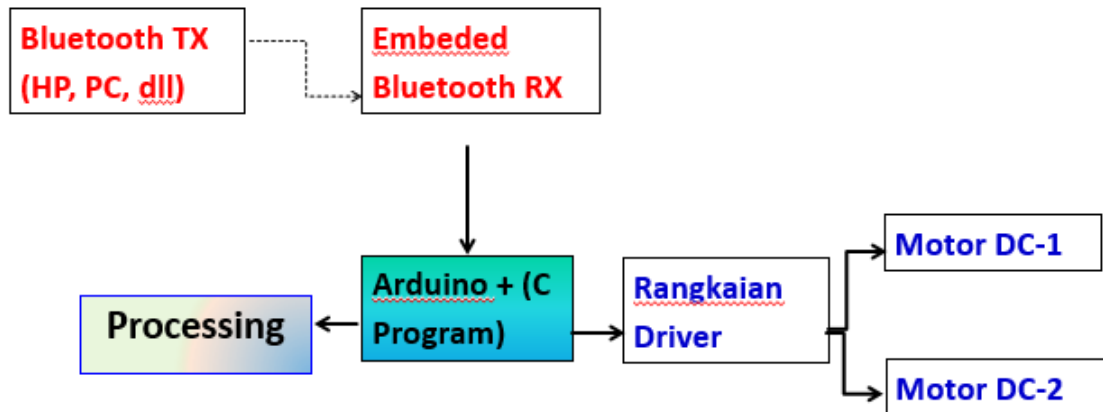 Bluetooth TX
(HP, PC, dll)
Embeded
Bluetooth RX
Arduino + (C
Program)
Processing
Rangkaian
Driver
Motor DC-1
Motor DC-2